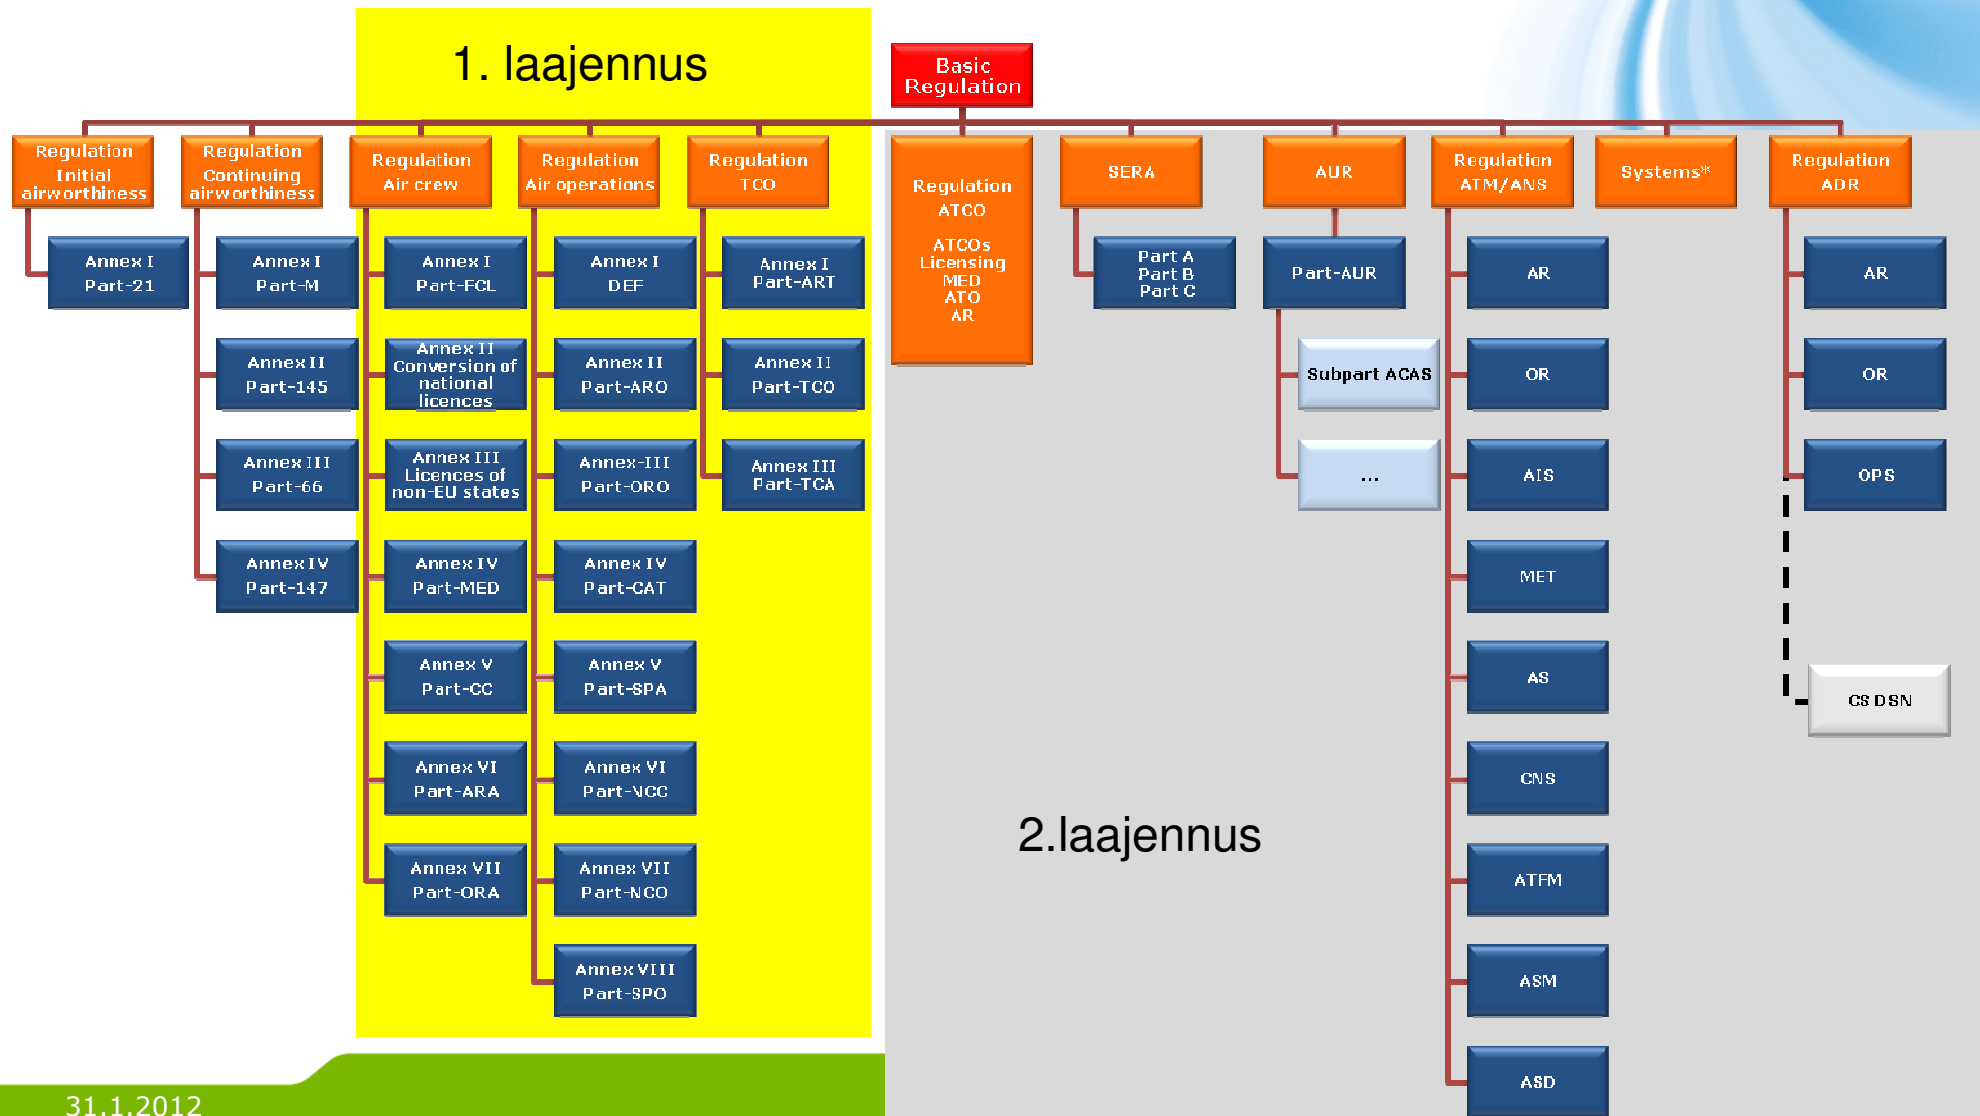 1. laajennus
Basic
Regulation
Regulation
Initial
airworthiness
Annex I
Part-21
Regulation
Continuing
airworthiness
Annex I
Part-M
Annex II
Part-145
Annex III
Part-66
Annex IV
Part-147
Regulation
Air crew
Annex I
Part-FCL
Annex II
Conversion of
national
licences
Annex III
Licences of
non-EU states
Annex IV
Part-MED
Annex V
Part-CC
Annex VI
Part-ARA
Annex VII
Part-ORA
Regulation
Air operations
Annex I
DEF
Annex II
Part-ARO
Annex-III
Part-ORO
Annex IV
Part-CAT
Annex V
Part-SPA
Annex VI
Part-NCC
Annex VII
Part-NCO
Annex VIII
Part-SPO
Regulation
TCO
Annex I
Part-ART
Annex II
Part-TCO
Annex III
Part-TCA
Regulation
ATCO
ATCOs
Licensing
MED
ATO
AR
SERA
Part A
Part B
Part C
AUR
Part-AUR
Subpart ACAS
...
Regulation
ATM/ANS
AR
OR
AIS
MET
AS
CNS
ATFM
ASM
ASD
Systems*
Regulation
ADR
AR
OR
OPS
CS DSN
2.laajennus
31.1.2012